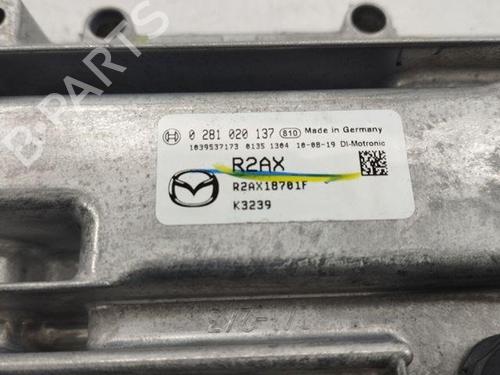 B-PARTS
0 281 020 137 810 Made in Germany
1039537173 0135 1304 10-08-19 DI-Motronic
R2AX
R2AX18701F
K3239